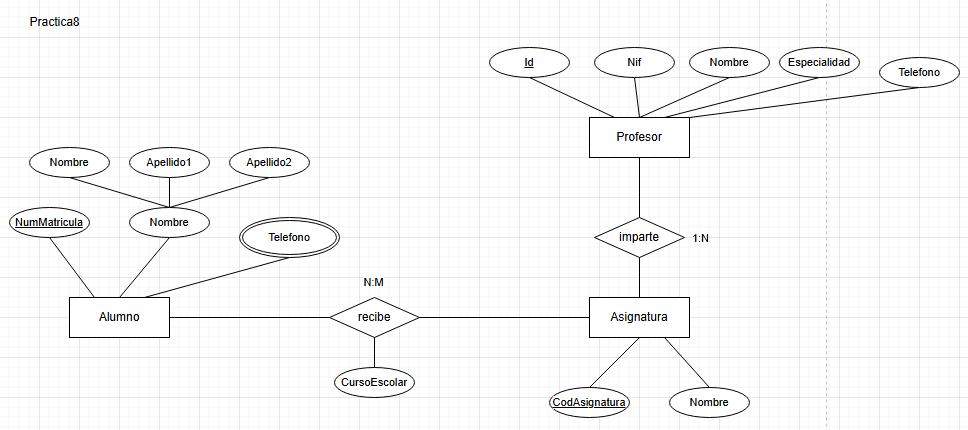 Practica8
Id
Nif
Nombre
Especialidad
Telefono
Profesor
Nombre
Apellido1
Apellido2
NumMatricula
Nombre
Telefono
imparte
1:N
N:M
Alumno
recibe
Asignatura
CursoEscolar
CodAsignatura
Nombre